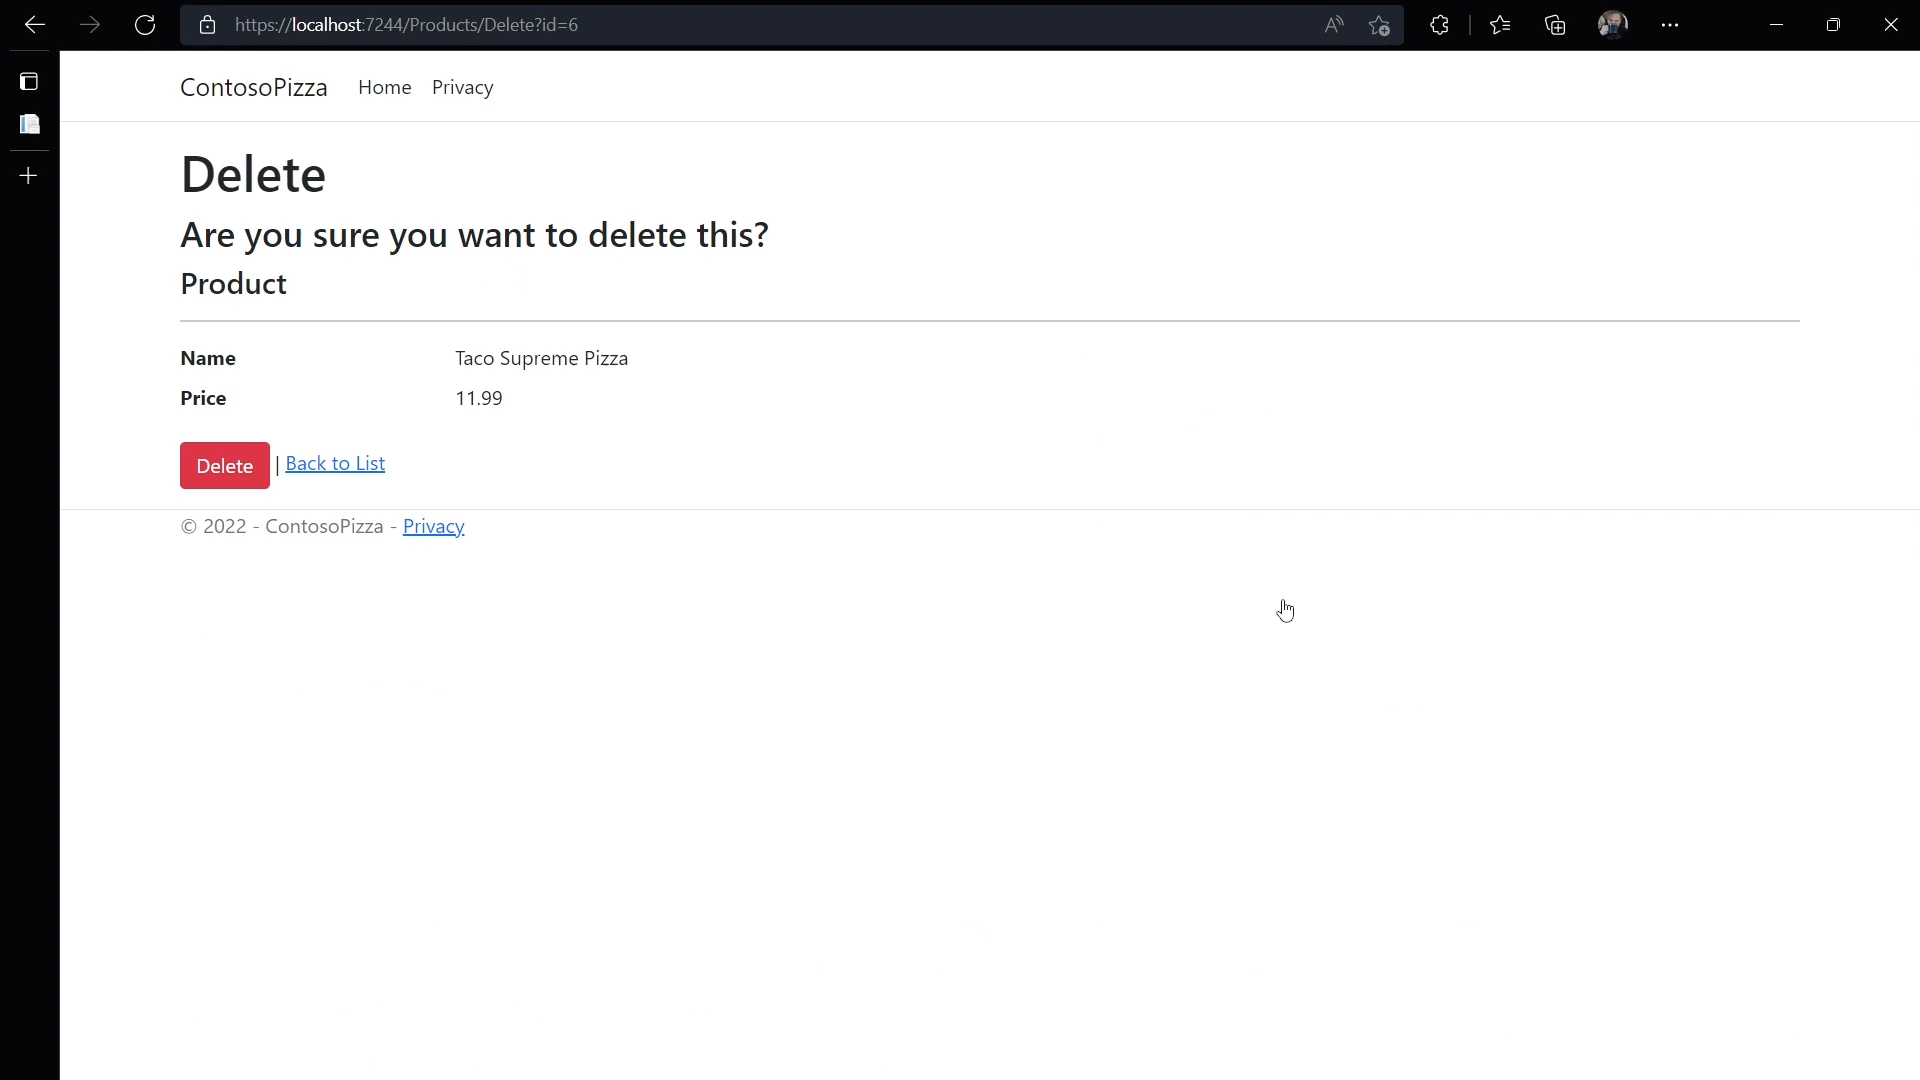 https://localhost:7244/Products/Delete?id=6
ContosoPizza Home Privacy
Delete
Are you sure you want to delete this?
Product
Name Taco Supreme Pizza
Price 11.99
Delete | Back to List
© 2022 - ContosoPizza - Privacy